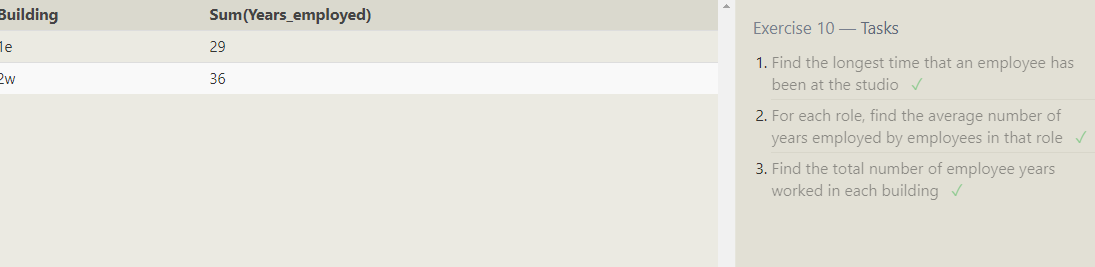 Building Sum(Years_employed)
1e 29
2w 36
Exercise 10 — Tasks
1. Find the longest time that an employee has
been at the studio ✓
2. For each role, find the average number of
years employed by employees in that role ✓
3. Find the total number of employee years
worked in each building ✓